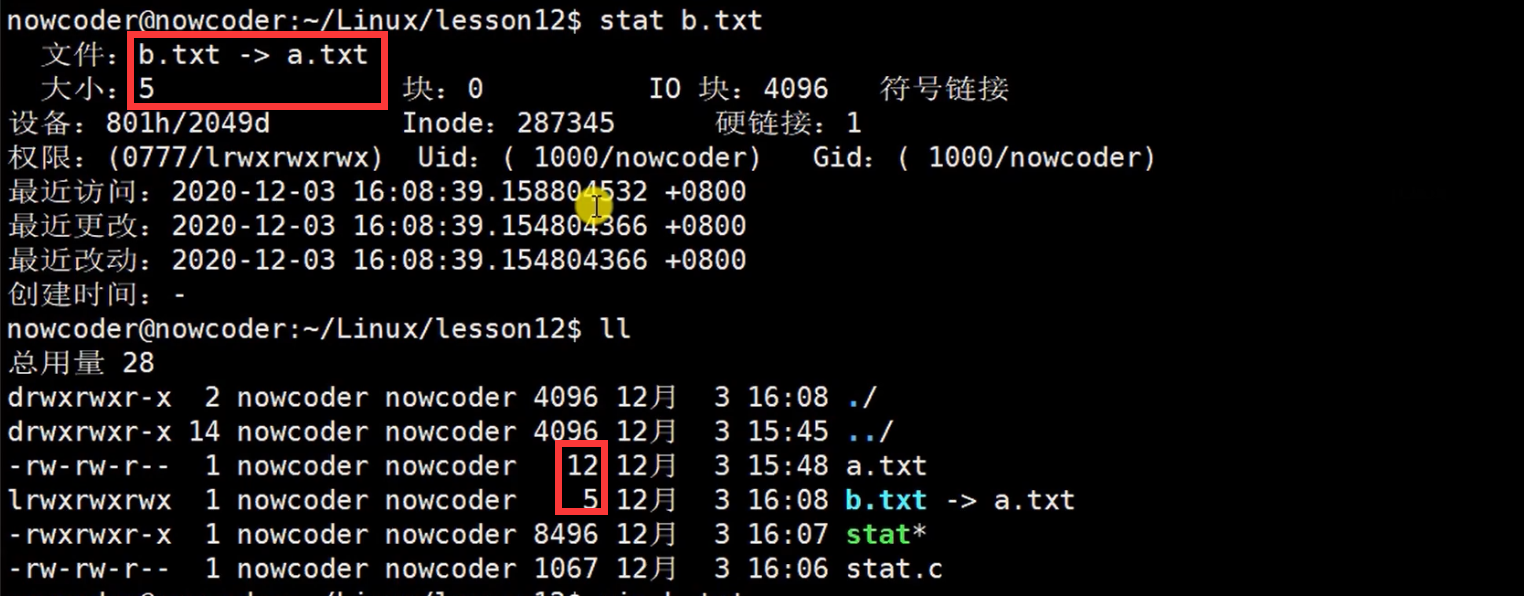 nowcoder@nowcoder:~/Linux/lesson12$ stat b.txt
文件：b.txt -> a.txt
大小：5 块：0 IO 块：4096 符号链接
设备：801h/2049d Inode：287345 硬链接：1
权限：(0777/lrwxrwxrwx) Uid：( 1000/nowcoder) Gid：( 1000/nowcoder)
最近访问：2020-12-03 16:08:39.158804532 +0800
最近更改：2020-12-03 16:08:39.154804366 +0800
最近改动：2020-12-03 16:08:39.154804366 +0800
创建时间：-
nowcoder@nowcoder:~/Linux/lesson12$ ll
总用量 28
drwxrwxr-x 2 nowcoder nowcoder 4096 12月 3 16:08 ./
drwxrwxr-x 14 nowcoder nowcoder 4096 12月 3 15:45 ../
-rw-rw-r-- 1 nowcoder nowcoder 12 12月 3 15:48 a.txt
lrwxrwxrwx 1 nowcoder nowcoder 5 12月 3 16:08 b.txt -> a.txt
-rwxrwxr-x 1 nowcoder nowcoder 8496 12月 3 16:07 stat*
-rw-rw-r-- 1 nowcoder nowcoder 1067 12月 3 16:06 stat.c